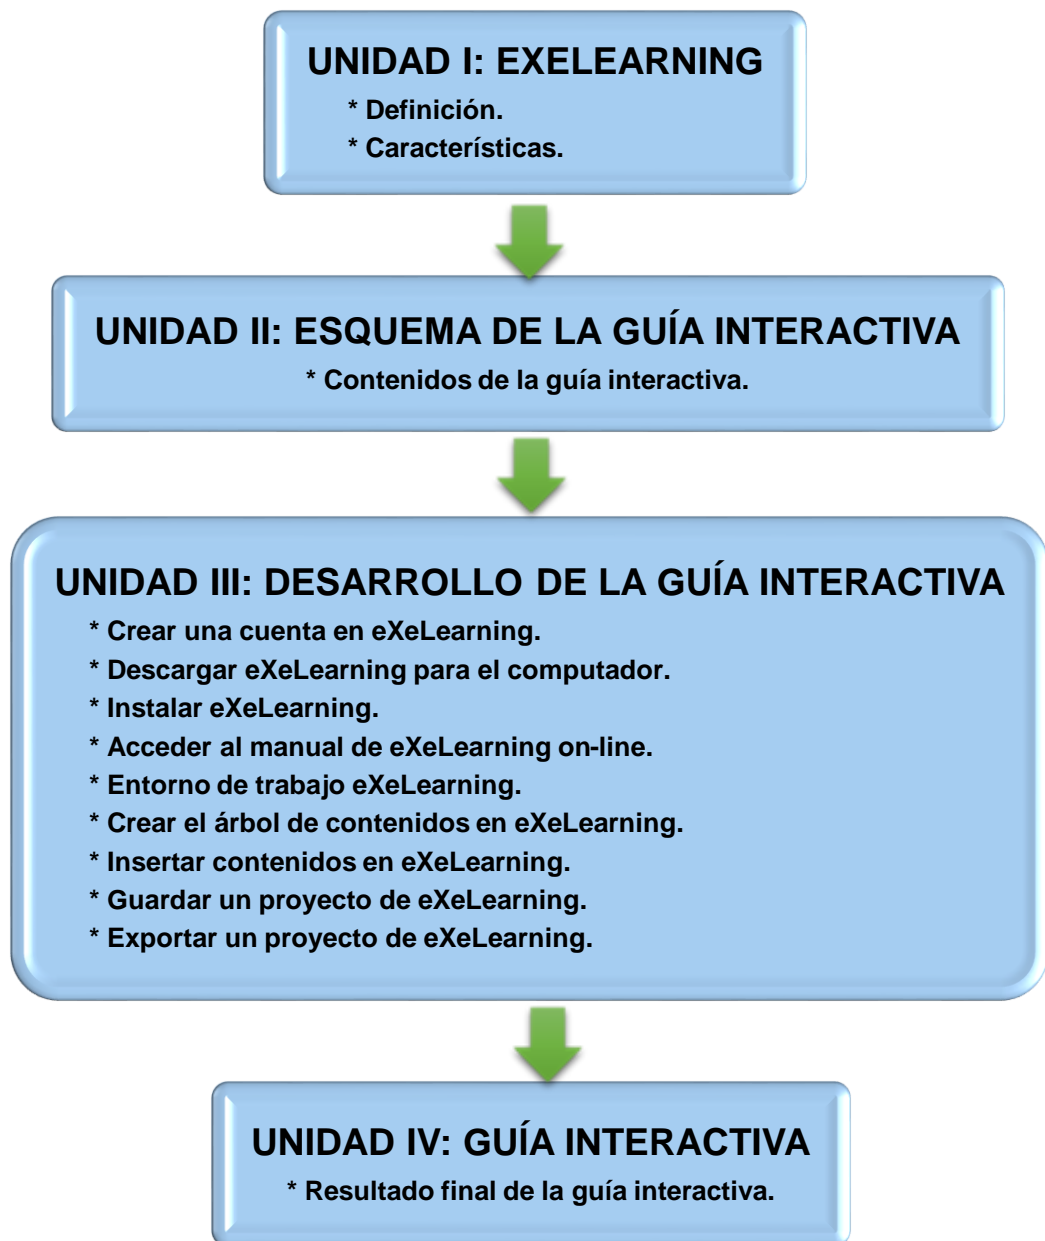 UNIDAD I: EXELEARNING
* Definición.
* Características.
UNIDAD II: ESQUEMA DE LA GUÍA INTERACTIVA
* Contenidos de la guía interactiva.
UNIDAD III: DESARROLLO DE LA GUÍA INTERACTIVA
* Crear una cuenta en eXeLearning.
* Descargar eXeLearning para el computador.
* Instalar eXeLearning.
* Acceder al manual de eXeLearning on-line.
* Entorno de trabajo eXeLearning.
* Crear el árbol de contenidos en eXeLearning.
* Insertar contenidos en eXeLearning.
* Guardar un proyecto de eXeLearning.
* Exportar un proyecto de eXeLearning.
UNIDAD IV: GUÍA INTERACTIVA
* Resultado final de la guía interactiva.